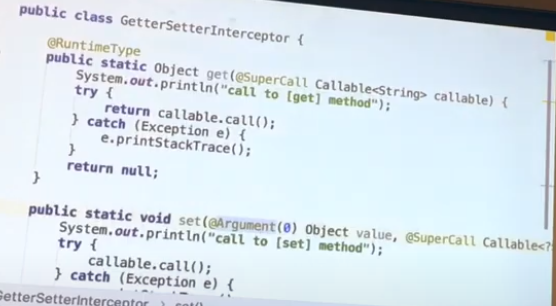 public class GetterSetterInterceptor {
@RuntimeType
public static Object get(@SuperCall Callable<String> callable) {
System.out.println("call to [get] method");
try {
return callable.call();
} catch (Exception e) {
e.printStackTrace();
}
return null;
}
public static void set(@Argument(0) Object value, @SuperCall Callable<?
System.out.println("call to [set] method");
try {
callable.call();
} catch (Exception e) {
GetterSetterInterceptor